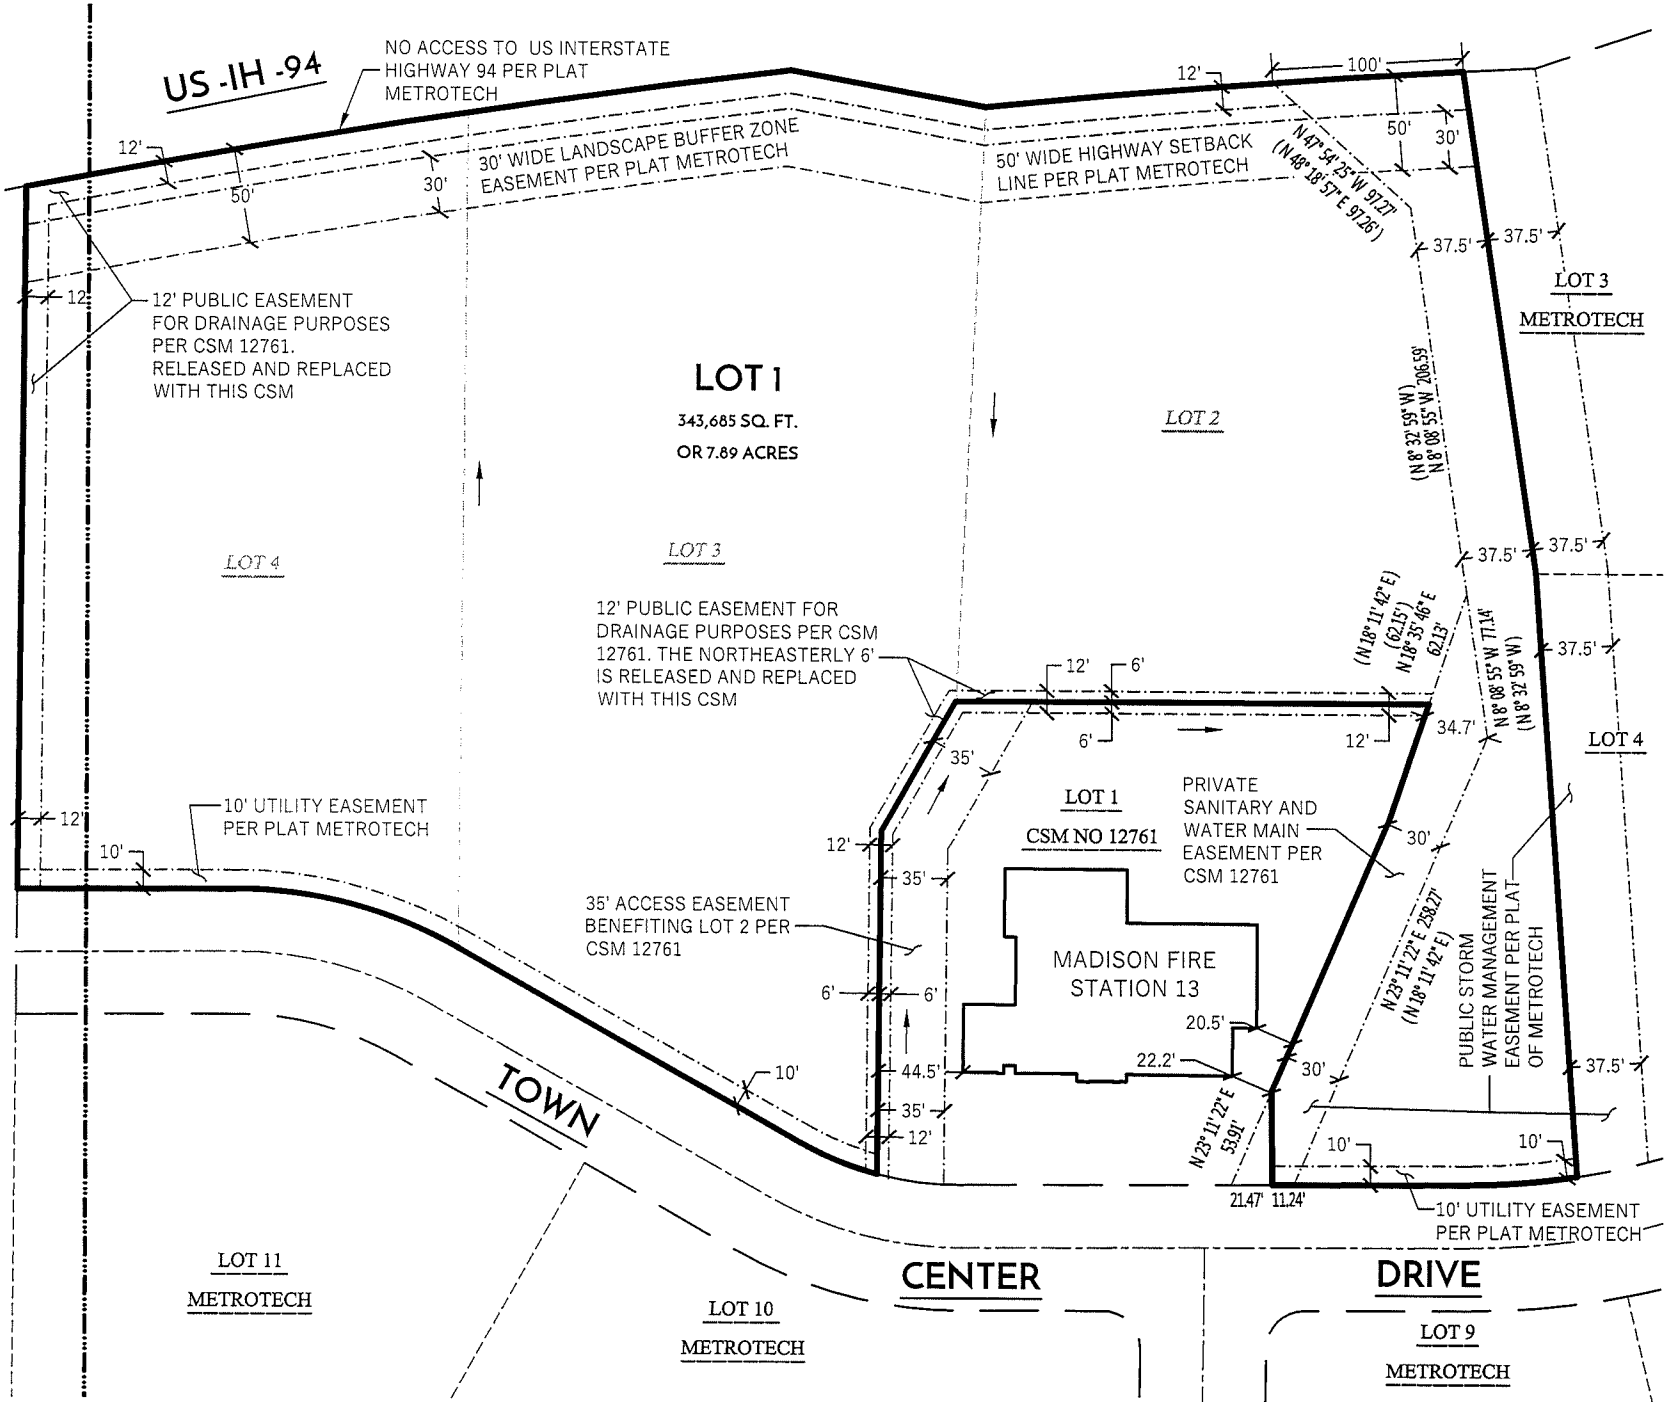 US -IH -94
NO ACCESS TO US INTERSTATE
HIGHWAY 94 PER PLAT
METROTECH
12'
50'
30'
30' WIDE LANDSCAPE BUFFER ZONE
EASEMENT PER PLAT METROTECH
12'
100'
50'
30'
50' WIDE HIGHWAY SETBACK
LINE PER PLAT METROTECH
N 47° 54' 25" W 97.27'
(N 48° 18' 57" E 97.26')
37.5'
37.5'
LOT 3
METROTECH
12'
12' PUBLIC EASEMENT
FOR DRAINAGE PURPOSES
PER CSM 12761.
RELEASED AND REPLACED
WITH THIS CSM
LOT 1
343,685 SQ. FT.
OR 7.89 ACRES
LOT 2
(N 8° 32' 59" W)
N 8° 08' 55" W 206.59'
LOT 4
LOT 3
37.5'
37.5'
12' PUBLIC EASEMENT FOR
DRAINAGE PURPOSES PER CSM
12761. THE NORTHEASTERLY 6'
IS RELEASED AND REPLACED
WITH THIS CSM
(N 18° 11' 42" E)
(62.15')
N 18° 35' 46" E
62.13'
N 8° 08' 55" W 77.14'
(N 8° 32' 59" W)
37.5'
12'
6'
6'
12'
34.7'
35'
LOT 4
LOT 1
CSM NO 12761
PRIVATE
SANITARY AND
WATER MAIN
EASEMENT PER
CSM 12761
30'
12'
10' UTILITY EASEMENT
PER PLAT METROTECH
10'
12'
35'
35' ACCESS EASEMENT
BENEFITING LOT 2 PER
CSM 12761
MADISON FIRE
STATION 13
N 23° 11' 22" E 258.27'
(N 18° 11' 42" E)
PUBLIC STORM
WATER MANAGEMENT
EASEMENT PER PLAT
OF METROTECH
6'
6'
20.5'
22.2'
30'
37.5'
44.5'
35'
12'
10'
N 23° 11' 22" E
53.91'
10'
10'
21.47'
11.24'
10' UTILITY EASEMENT
PER PLAT METROTECH
TOWN
CENTER
DRIVE
LOT 11
METROTECH
LOT 10
METROTECH
LOT 9
METROTECH